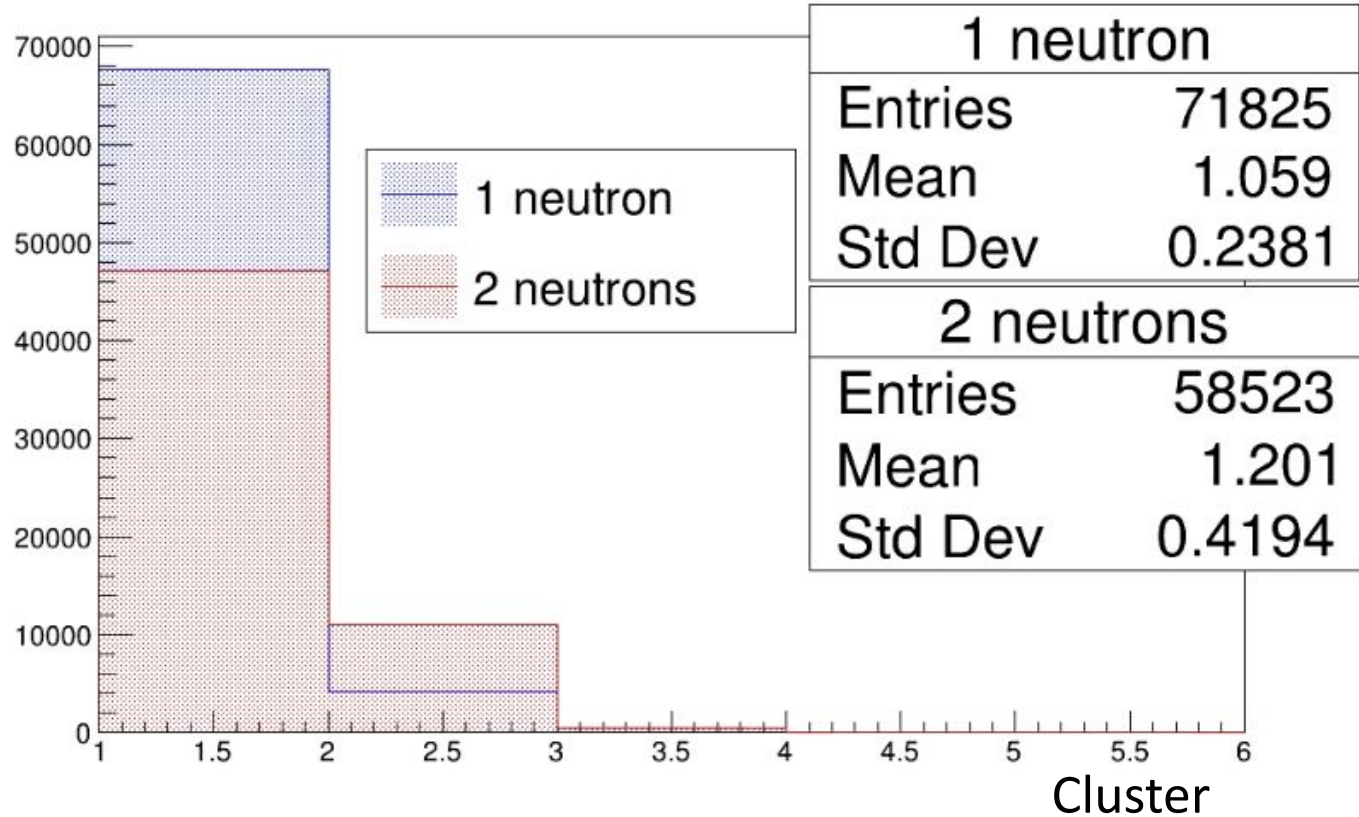 70000
60000
50000
40000
30000
20000
10000
0
1 1.5 2 2.5 3 3.5 4 4.5 5 5.5 6
Cluster
1 neutron
2 neutrons
1 neutron
Entries 71825
Mean 1.059
Std Dev 0.2381
2 neutrons
Entries 58523
Mean 1.201
Std Dev 0.4194